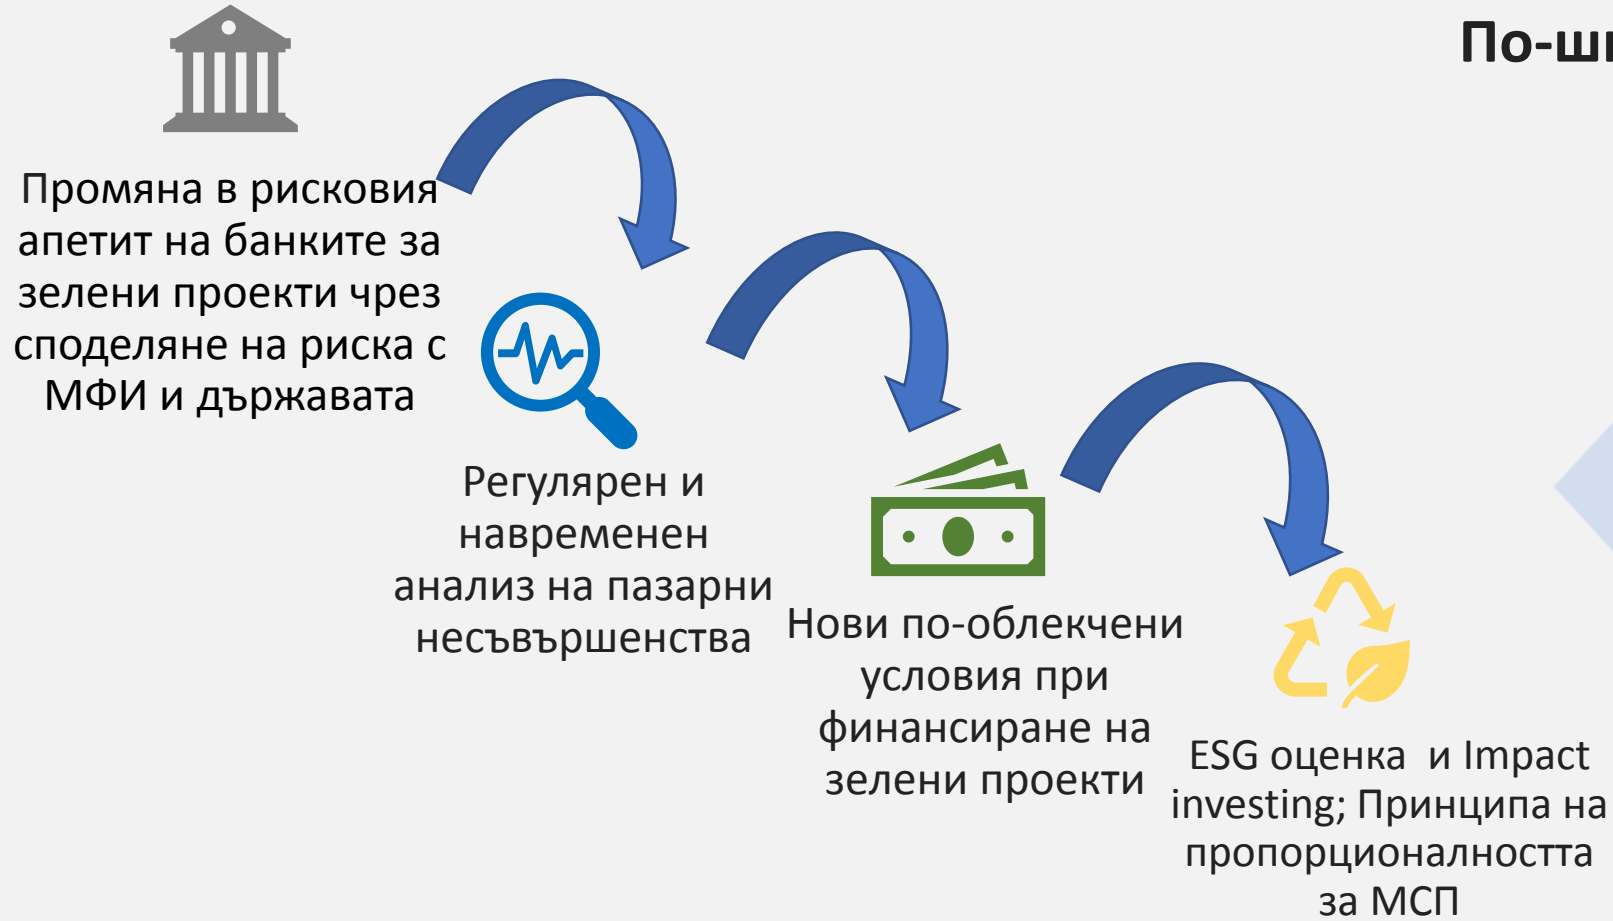 Промяна в рисковия
апетит на банките за
зелени проекти чрез
споделяне на риска с
МФИ и държавата
Регулярен и
навременен
анализ на пазарни
несъвършенства
Нови по-облекчени
условия при
финансиране на
зелени проекти
ESG оценка и Impact
investing; Принципа на
пропорционалността
за МСП